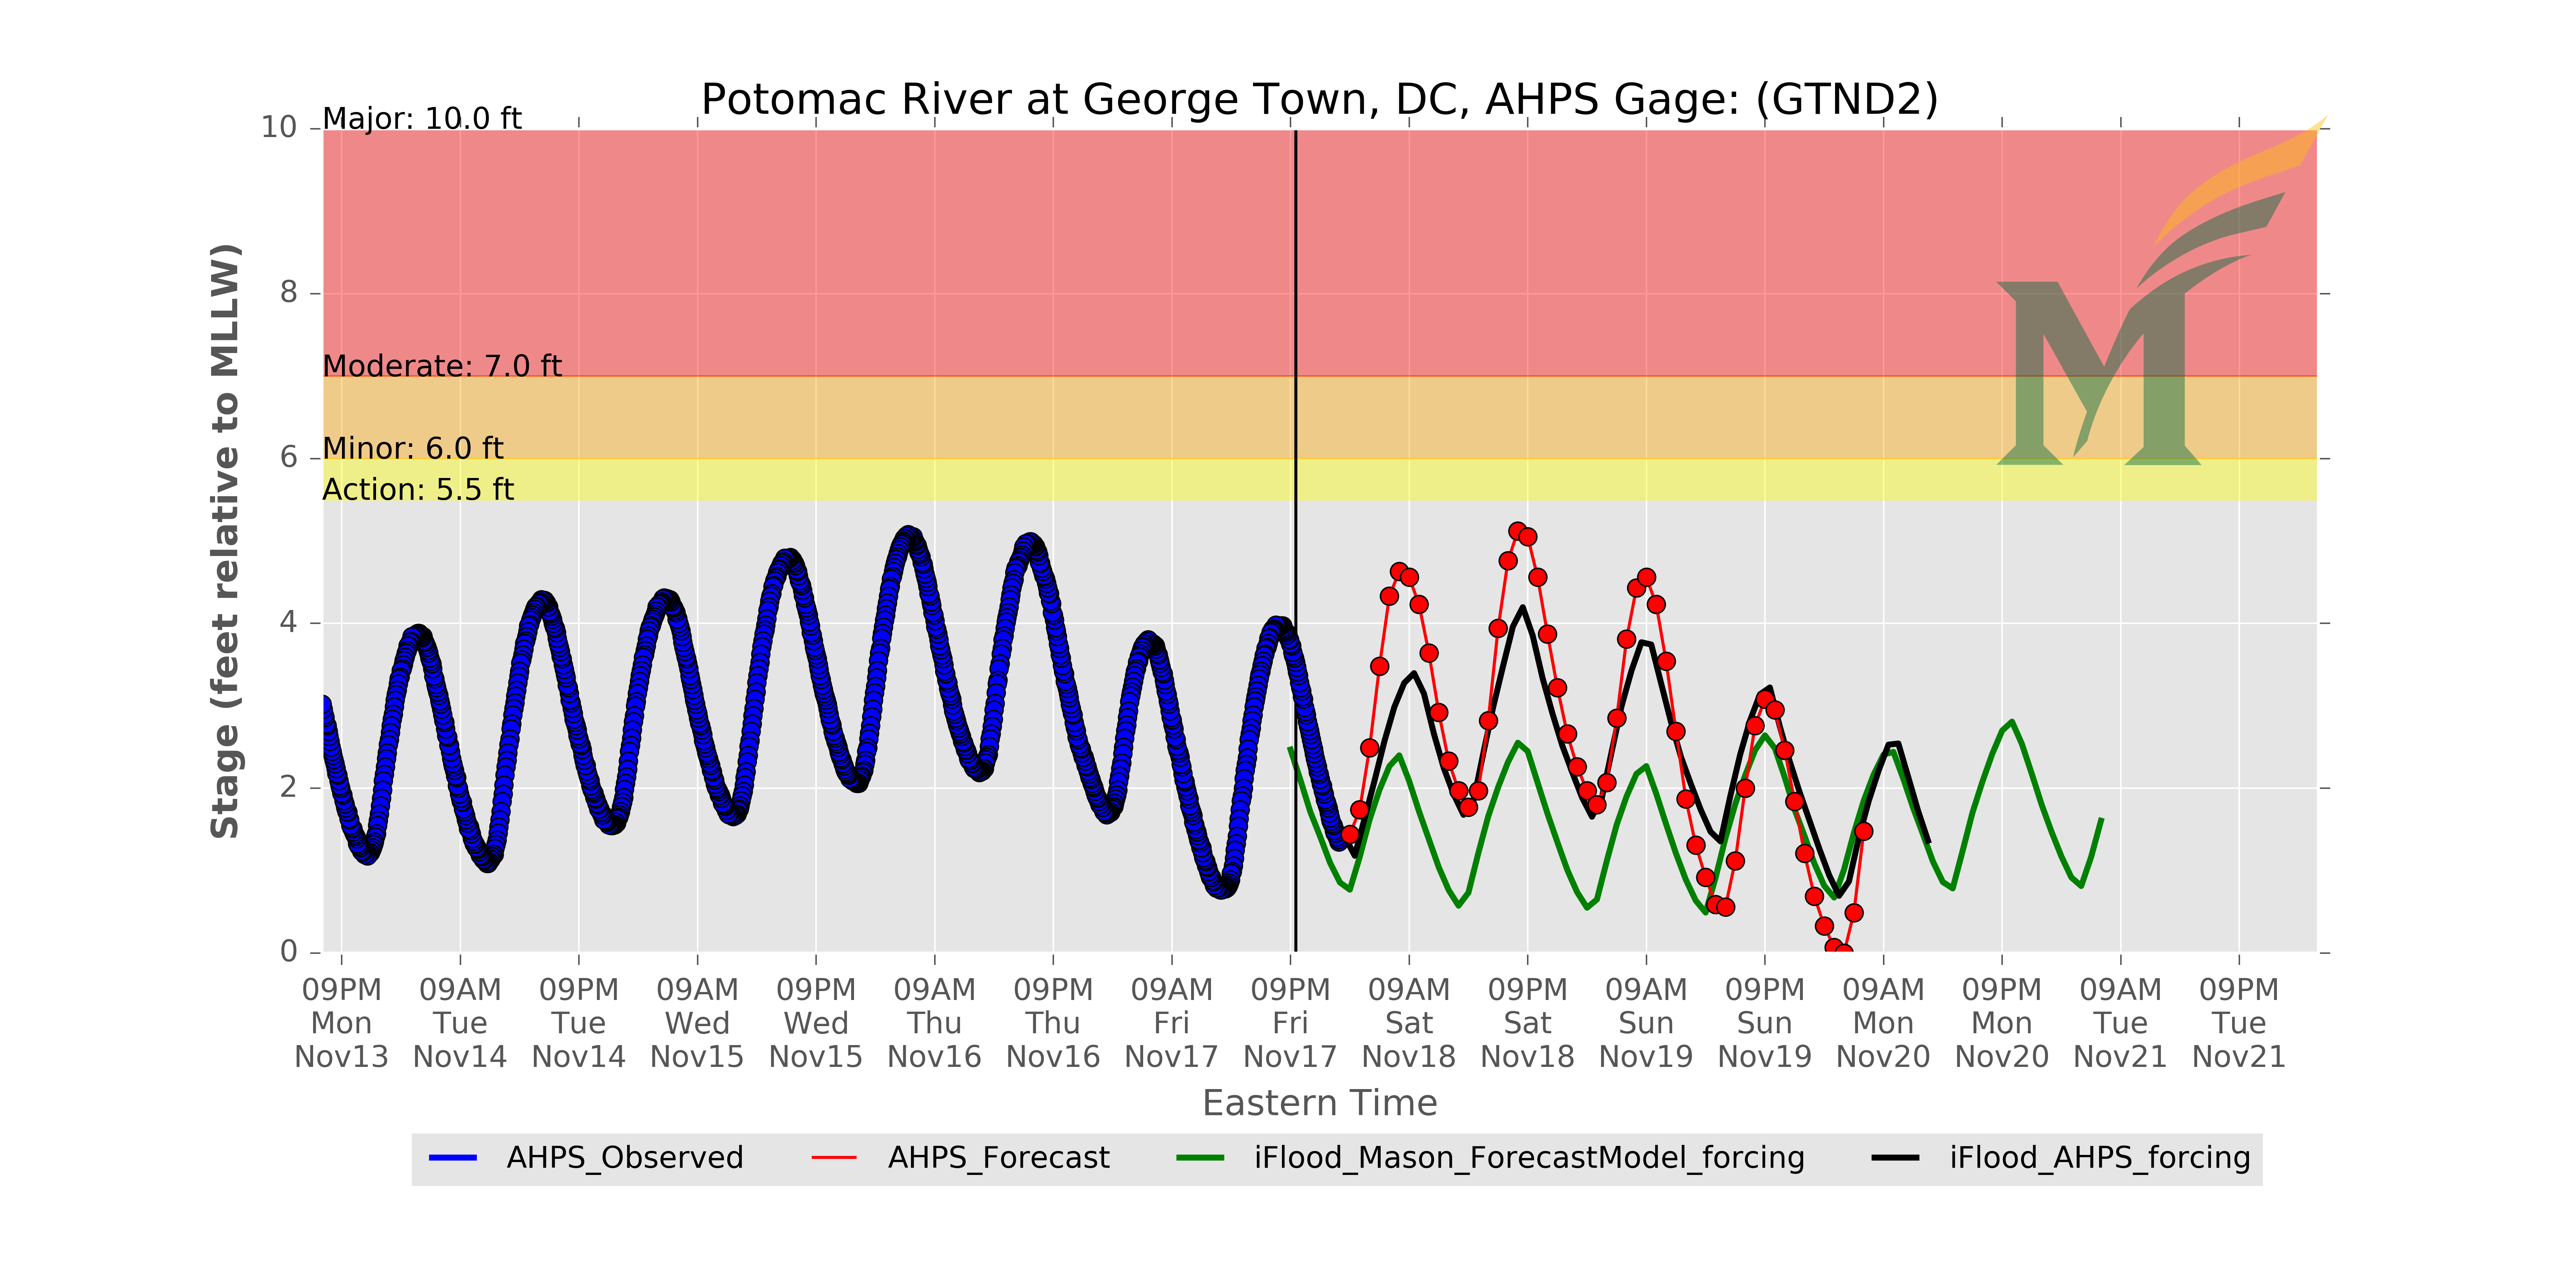 Potomac River at George Town, DC, AHPS Gage: (GTND2)
Major: 10.0 ft
Moderate: 7.0 ft
Minor: 6.0 ft
Action: 5.5 ft
Stage (feet relative to MLLW)
10
8
6
4
2
0
09PM 09AM 09PM 09AM 09PM 09AM 09PM 09AM 09PM 09AM 09PM 09AM 09PM 09AM 09PM 09AM 09PM
Mon Tue Tue Wed Wed Thu Thu Fri Fri Sat Sat Sun Sun Mon Mon Tue Tue
Nov13 Nov14 Nov14 Nov15 Nov15 Nov16 Nov16 Nov17 Nov17 Nov18 Nov18 Nov19 Nov19 Nov20 Nov20 Nov21 Nov21
Eastern Time
AHPS_Observed AHPS_Forecast iFlood_Mason_ForecastModel_forcing iFlood_AHPS_forcing